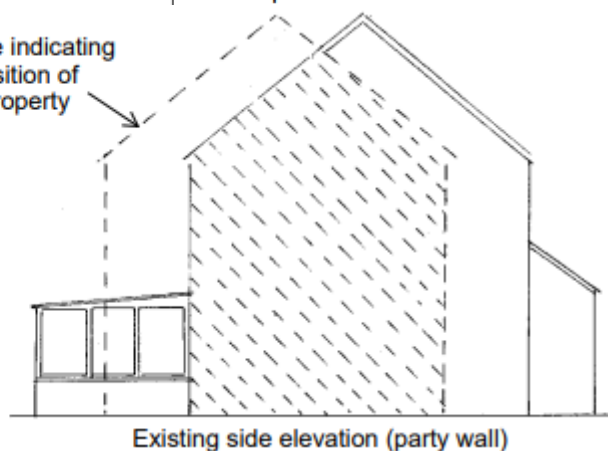 e indicating
sition of
roperty
Existing side elevation (party wall)